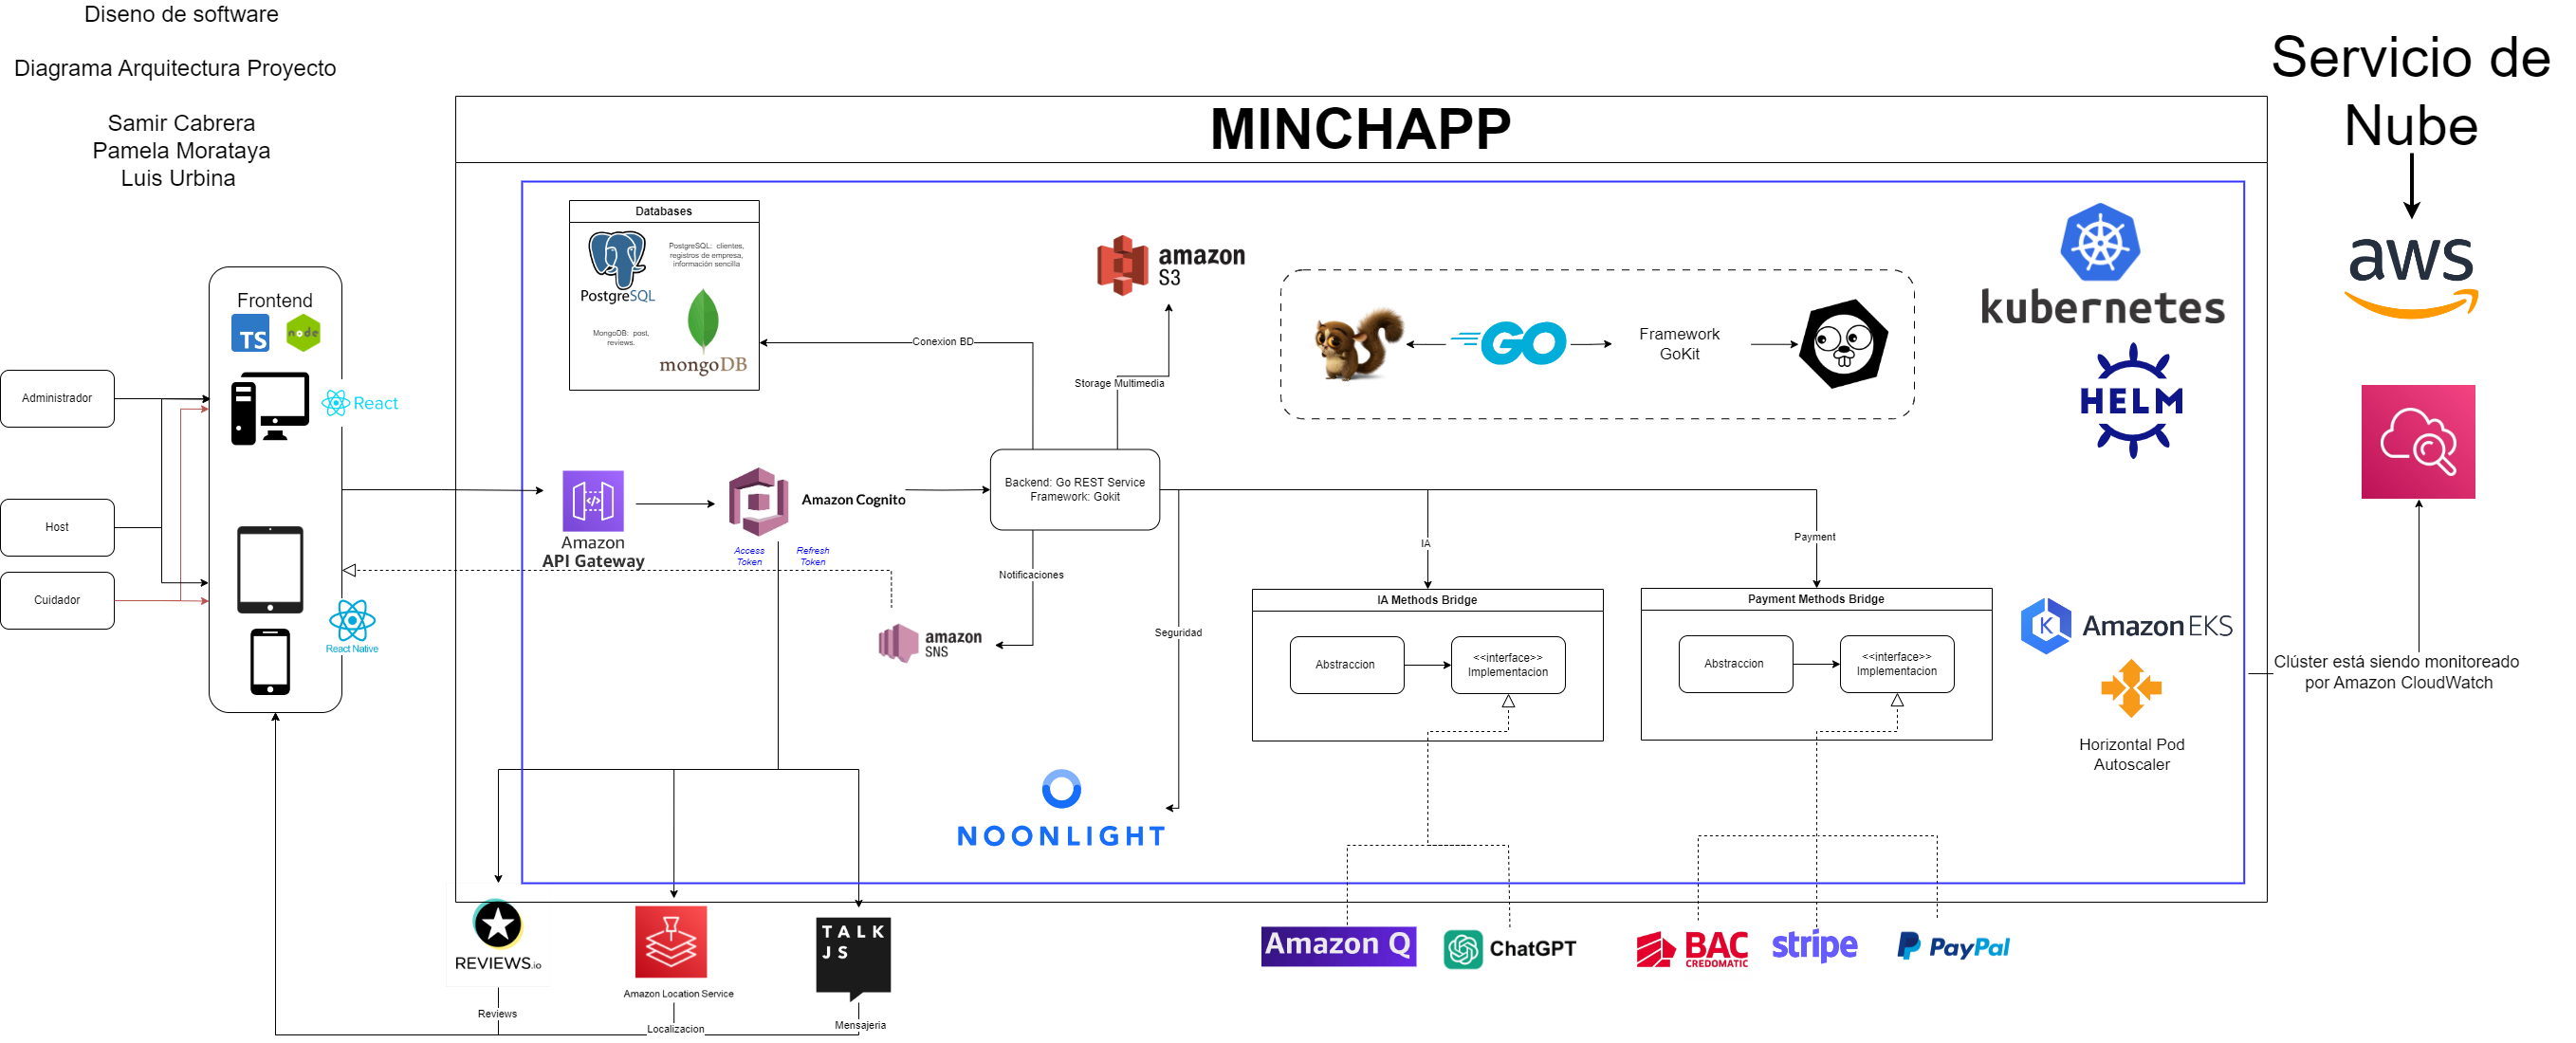 Diseno de software
Diagrama Arquitectura Proyecto
Samir Cabrera
Pamela Morataya
Luis Urbina
Servicio de
Nube
aws
MINCHAPP
Databases
PostgreSQL: clientes,
registros de empresa,
información sencilla
PostgreSQL
MongoDB: post,
reviews.
mongoDB
amazon
S3
Conexion BD
Storage Multimedia
GO
Framework
GoKit
kubernetes
HELM
Frontend
TS
node
React
Administrador
Host
Cuidador
React Native
Amazon
API Gateway
Amazon Cognito
Access
Token
Refresh
Token
Backend: Go REST Service
Framework: Gokit
Notificaciones
amazon
SNS
Seguridad
IA
Payment
IA Methods Bridge
Abstraccion
<<interface>>
Implementacion
Payment Methods Bridge
Abstraccion
<<interface>>
Implementacion
K
Amazon EKS
Horizontal Pod
Autoscaler
Clúster está siendo monitoreado
por Amazon CloudWatch
NOONLIGHT
REVIEWS.io
Amazon Location Service
TALK
JS
Amazon Q
ChatGPT
BAC
CREDOMATIC
stripe
PayPal
Reviews
Localizacion
Mensajeria